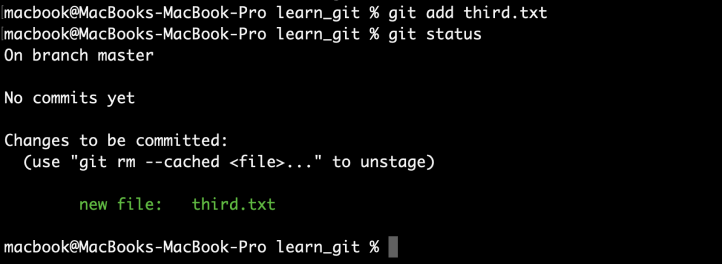 macbook@MacBooks-MacBook-Pro learn_git % git add third.txt
macbook@MacBooks-MacBook-Pro learn_git % git status
On branch master
No commits yet
Changes to be committed:
  (use "git rm --cached <file>..." to unstage)
        new file:   third.txt
macbook@MacBooks-MacBook-Pro learn_git %